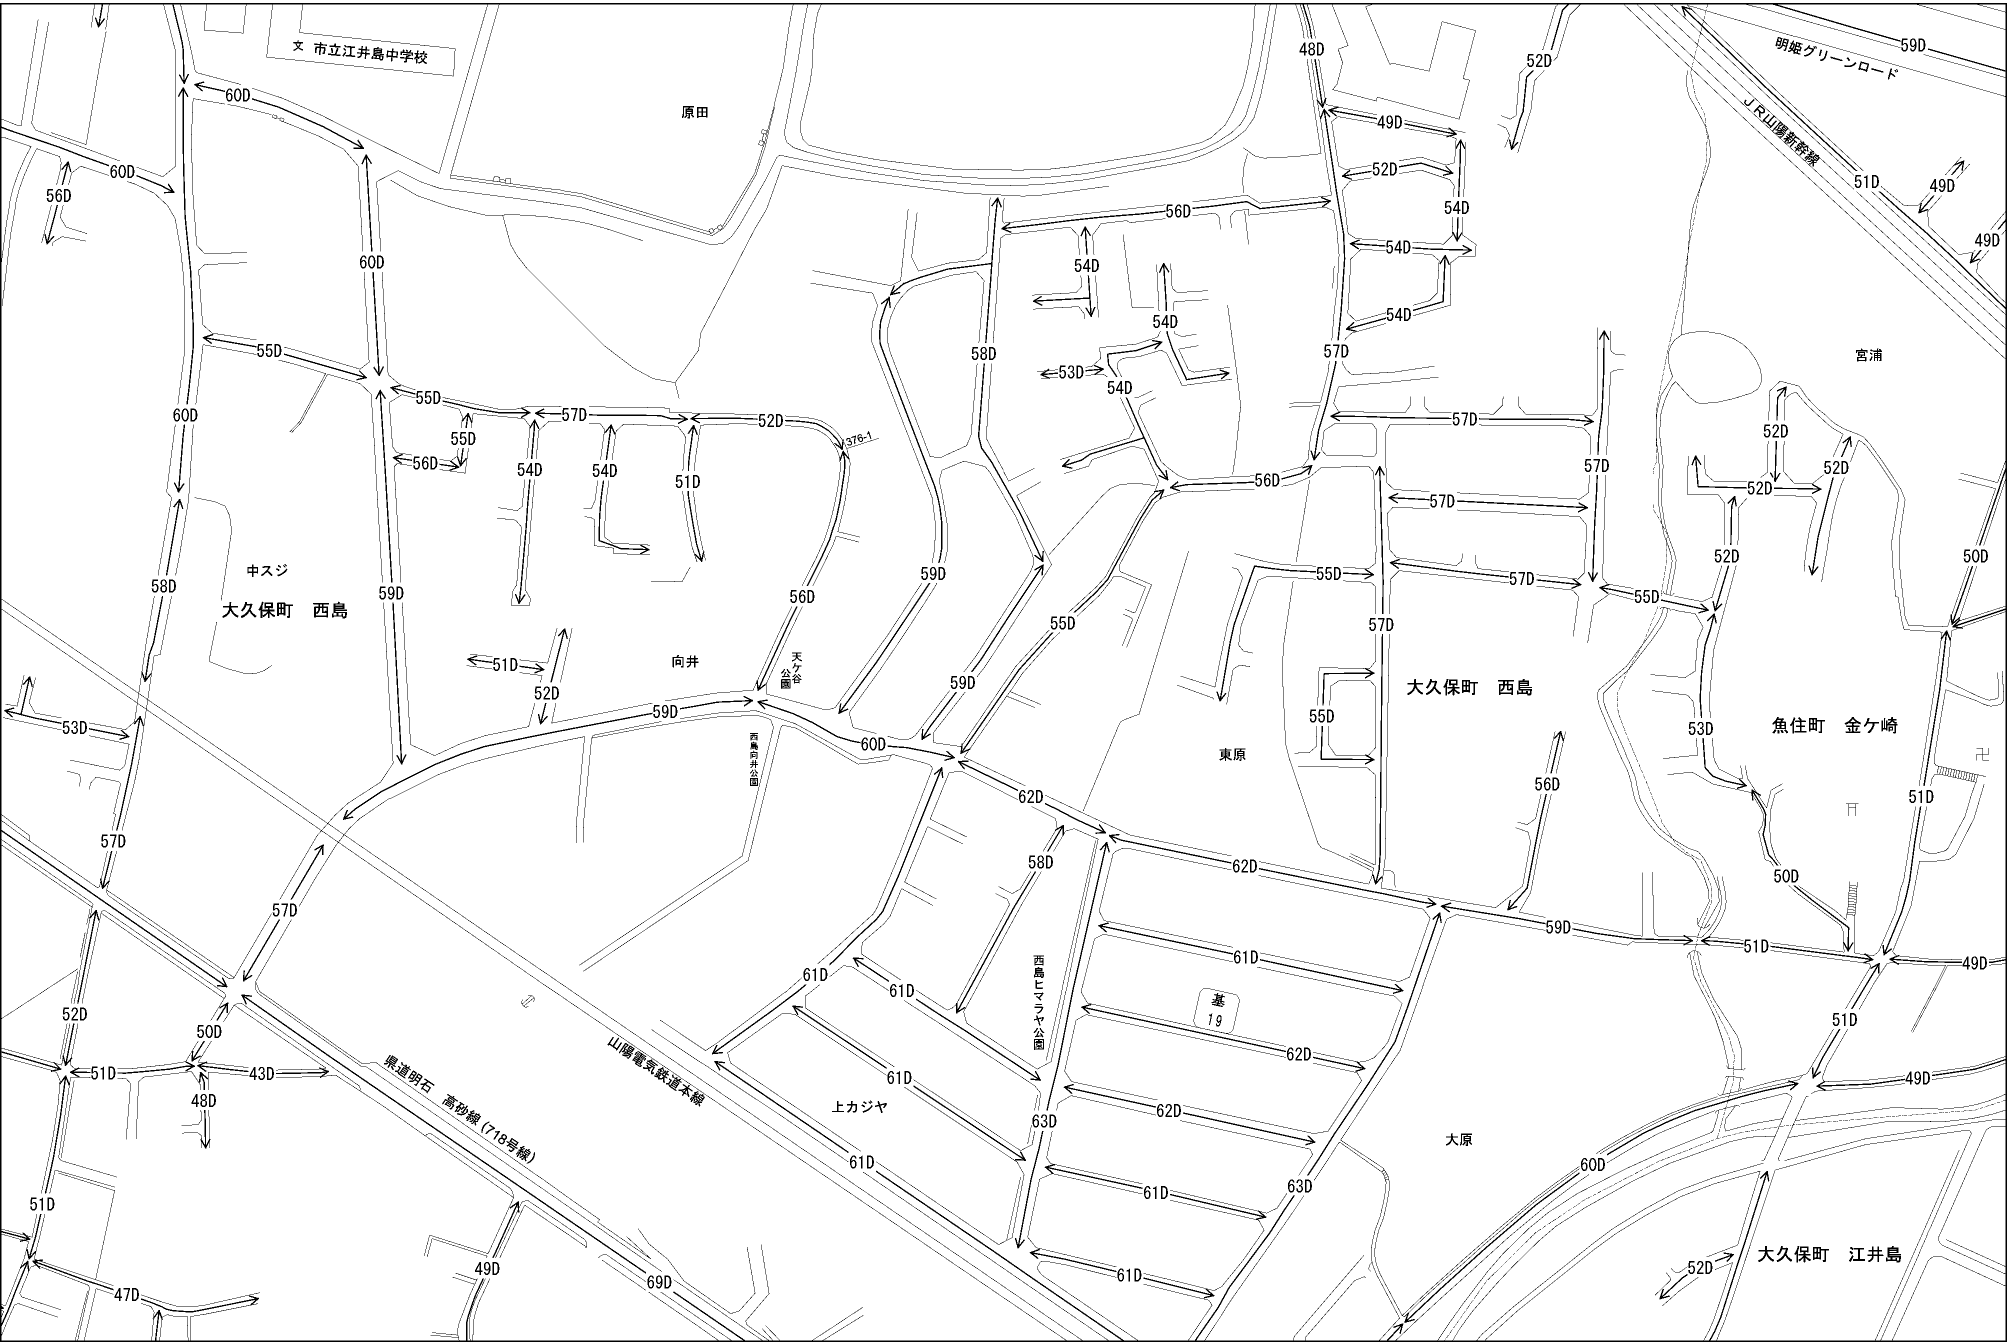 48D
59D
52D
明姫グリーンロード
文 市立江井島中学校
60D
原田
49D
JR山陽新幹線
60D
52D
51D
49D
56D
54D
56D
54D
49D
60D
54D
54D
54D
54D
55D
58D
57D
宮浦
53D
54D
55D
60D
57D
52D
57D
52D
376-1
55D
56D
54D
54D
51D
56D
57D
52D
52D
57D
50D
中スジ
58D
59D
56D
59D
55D
57D
52D
55D
大久保町 西島
55D
57D
51D
向井
天ケ谷公園
52D
59D
大久保町 西島
53D
59D
55D
魚住町 金ケ崎
53D
60D
東原
西島向井公園
56D
62D
51D
57D
58D
62D
50D
57D
59D
51D
61D
61D
49D
61D
西島ヒマラヤ公園
基
19
52D
50D
51D
62D
51D
43D
県道明石 高砂線(718号線)
山陽電気鉄道本線
61D
49D
48D
上カジヤ
62D
63D
大原
61D
60D
61D
63D
51D
大久保町 江井島
52D
49D
69D
61D
47D